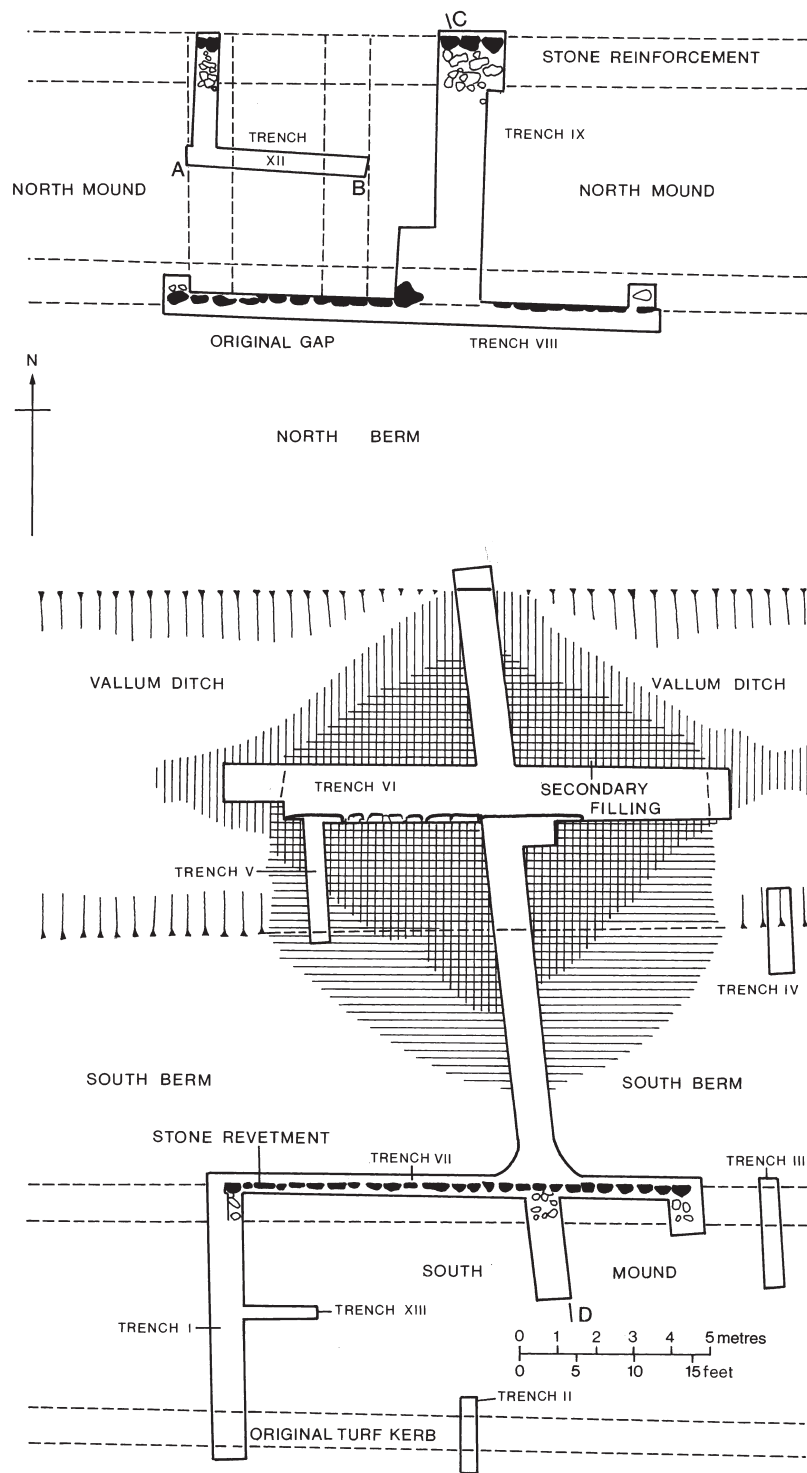 C
STONE REINFORCEMENT
TRENCH IX
TRENCH
XII
A
B
NORTH MOUND
NORTH MOUND
ORIGINAL GAP
TRENCH VIII
N
NORTH BERM
VALLUM DITCH
VALLUM DITCH
TRENCH VI
SECONDARY
FILLING
TRENCH V
TRENCH IV
SOUTH BERM
SOUTH BERM
STONE REVETMENT
TRENCH VII
TRENCH III
SOUTH MOUND
TRENCH I
TRENCH XIII
D
0 1 2 3 4 5 metres
0 5 10 15 feet
TRENCH II
ORIGINAL TURF KERB